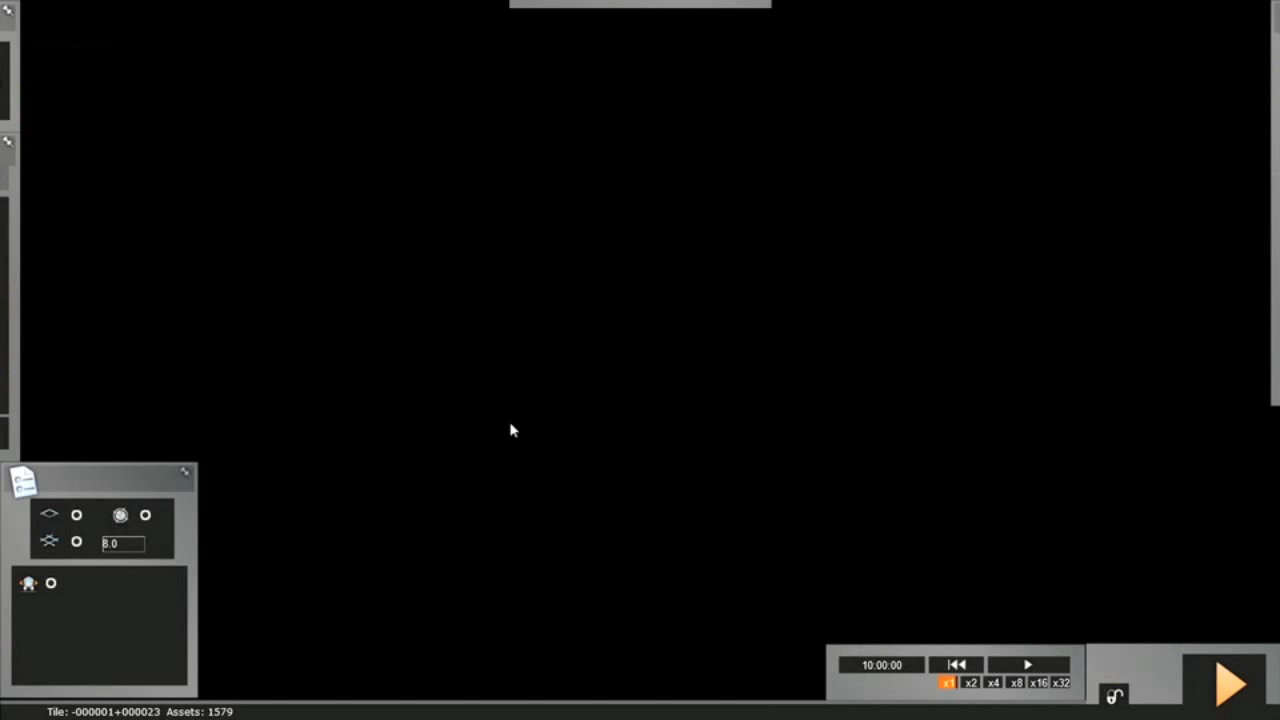 8.0
10:00:00
x1 x2 x4 x8 x16 x32
Tile: -000001+000023 Assets: 1579